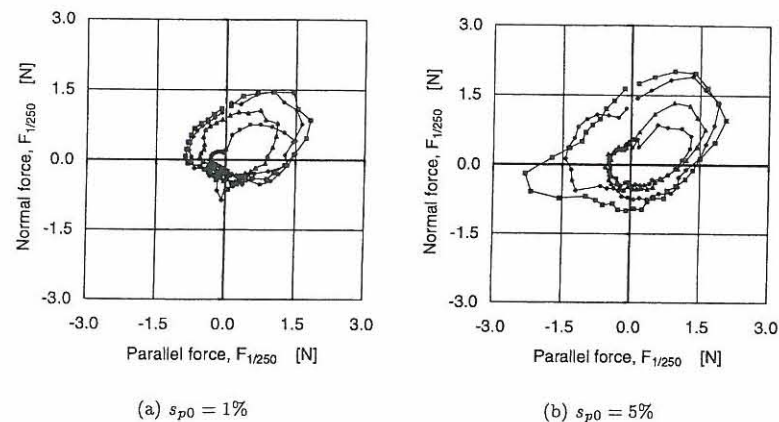 3.0
1.5
0.0
-1.5
-3.0
Normal force, F1/250 [N]
-3.0 -1.5 0.0 1.5 3.0
Parallel force, F1/250 [N]
(a) sp0 = 1%
3.0
1.5
0.0
-1.5
-3.0
Normal force, F1/250 [N]
-3.0 -1.5 0.0 1.5 3.0
Parallel force, F1/250 [N]
(b) sp0 = 5%